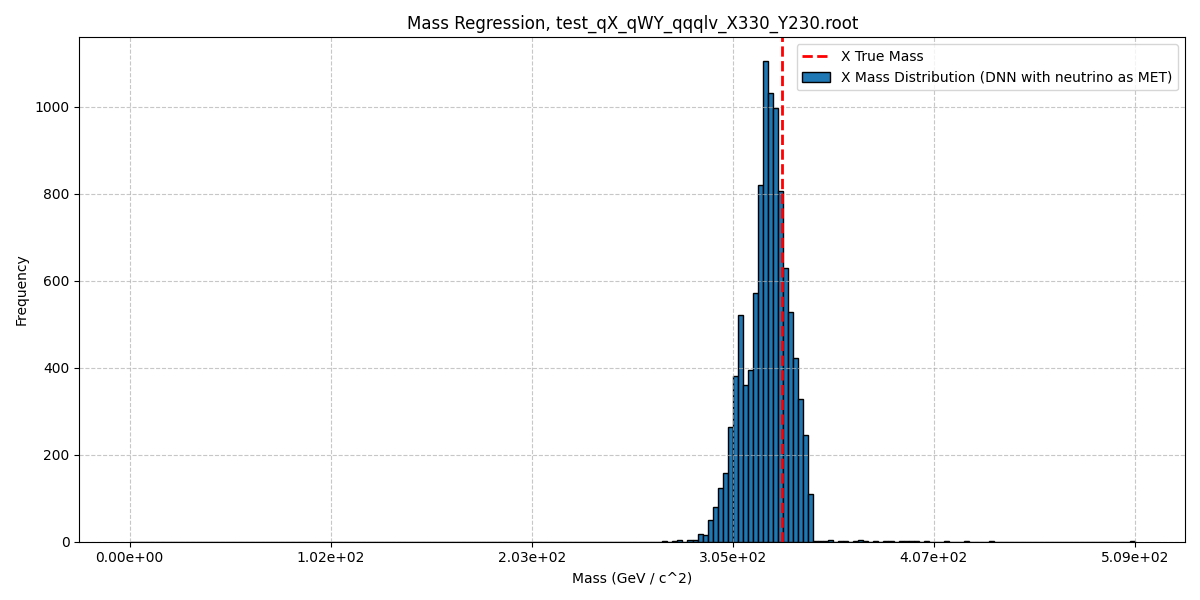 Mass Regression, test_qX_qWY_qqqlv_X330_Y230.root
X True Mass
X Mass Distribution (DNN with neutrino as MET)
Frequency
1000
800
600
400
200
0
0.00e+00 1.02e+02 2.03e+02 3.05e+02 4.07e+02 5.09e+02
Mass (GeV / c^2)